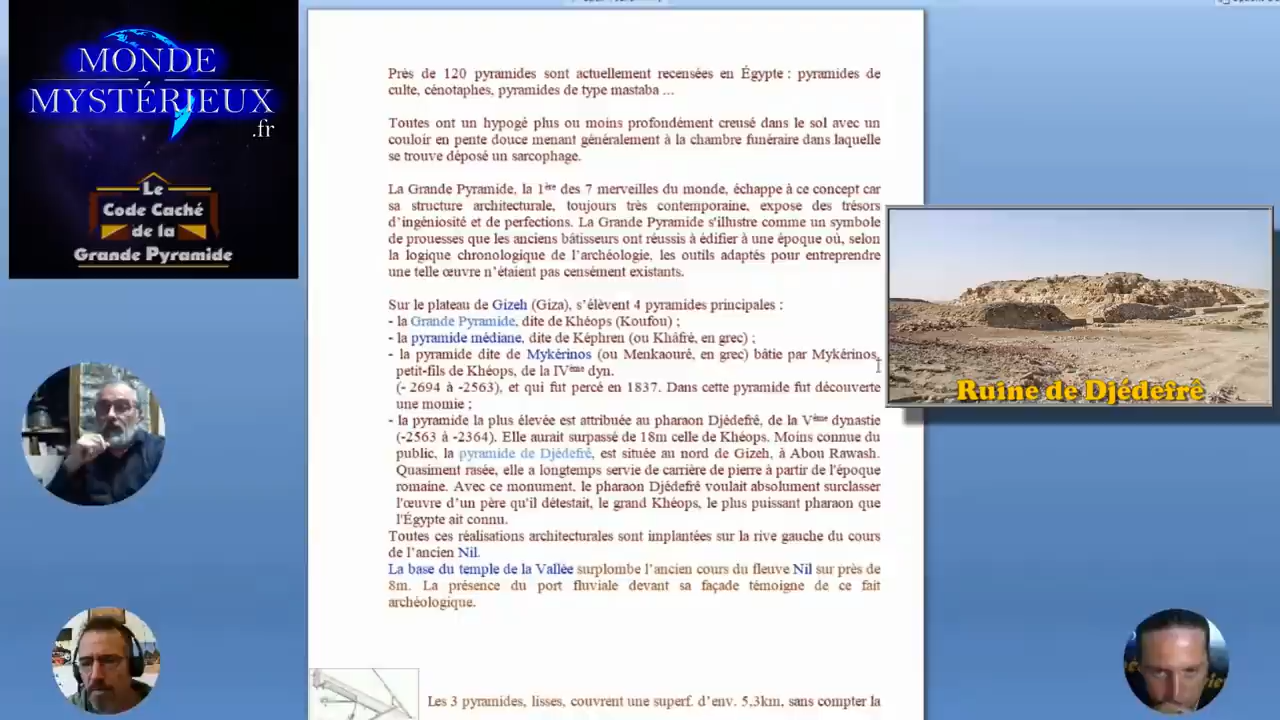 MONDE
MYSTÉRIEUX
.fr
Le
Code Caché
de la
Grande Pyramide
Près de 120 pyramides sont actuellement recensées en Égypte : pyramides de
culte, cénotaphes, pyramides de type mastaba ...
Toutes ont un hypogé plus ou moins profondément creusé dans le sol avec un
couloir en pente douce menant généralement à la chambre funéraire dans laquelle
se trouve déposé un sarcophage.
La Grande Pyramide, la 1ère des 7 merveilles du monde, échappe à ce concept car
sa structure architecturale, toujours très contemporaine, expose des trésors
d'ingéniosité et de perfections. La Grande Pyramide s'illustre comme un symbole
de prouesses que les anciens bâtisseurs ont réussis à édifier à une époque où, selon
la logique chronologique de l'archéologie, les outils adaptés pour entreprendre
une telle œuvre n'étaient pas censément existants.
Sur le plateau de Gizeh (Giza), s'élèvent 4 pyramides principales :
- la Grande Pyramide, dite de Khéops (Koufou) ;
- la pyramide médiane, dite de Képhren (ou Khâfré, en grec) ;
- la pyramide dite de Mykérinos (ou Menkaouré, en grec) bâtie par Mykérinos,
petit-fils de Khéops, de la IVème dyn.
(- 2694 à -2563), et qui fut percé en 1837. Dans cette pyramide fut découverte
une momie ;
- la pyramide la plus élevée est attribuée au pharaon Djédefrê, de la Vème dynastie
(-2563 à -2364). Elle aurait surpassé de 18m celle de Khéops. Moins connue du
public, la pyramide de Djédefrê, est située au nord de Gizeh, à Abou Rawash.
Quasiment rasée, elle a longtemps servie de carrière de pierre à partir de l'époque
romaine. Avec ce monument, le pharaon Djédefrê voulait absolument surclasser
l'œuvre d'un père qu'il détestait, le grand Khéops, le plus puissant pharaon que
l'Égypte ait connu.
Toutes ces réalisations architecturales sont implantées sur la rive gauche du cours
de l'ancien Nil.
La base du temple de la Vallée surplombe l'ancien cours du fleuve Nil sur près de
8m. La présence du port fluviale devant sa façade témoigne de ce fait
archéologique.
Les 3 pyramides, lisses, couvrent une superf. d'env. 5,3km, sans compter la
Ruine de Djédefrê